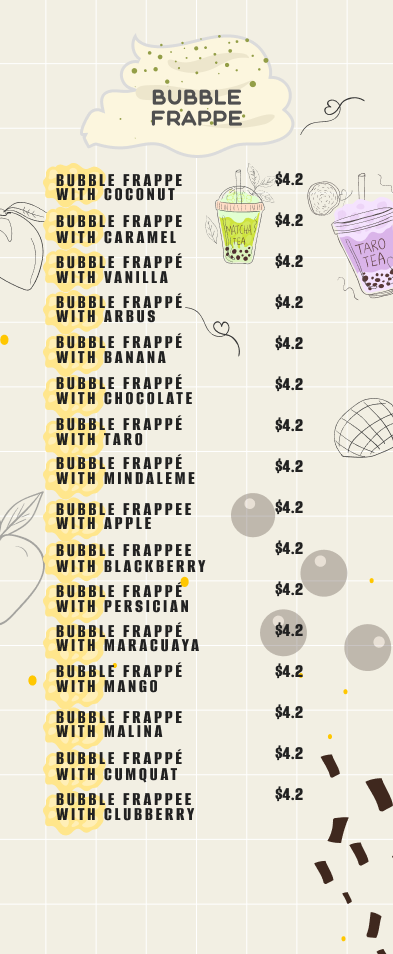 BUBBLE
FRAPPE
BUBBLE FRAPPE $4.2
WITH COCONUT
BUBBLE FRAPPE $4.2
WITH CARAMEL
BUBBLE FRAPPÉ $4.2
WITH VANILLA
BUBBLE FRAPPÉ $4.2
WITH ARBUS
BUBBLE FRAPPÉ $4.2
WITH BANANA
BUBBLE FRAPPÉ $4.2
WITH CHOCOLATE
BUBBLE FRAPPÉ $4.2
WITH TARO
BUBBLE FRAPPÉ $4.2
WITH MINDALEME
BUBBLE FRAPPEE $4.2
WITH APPLE
BUBBLE FRAPPEE $4.2
WITH BLACKBERRY
BUBBLE FRAPPÉ $4.2
WITH PERSICIAN
BUBBLE FRAPPÉ $4.2
WITH MARACUAYA
BUBBLE FRAPPÉ $4.2
WITH MANGO
BUBBLE FRAPPE $4.2
WITH MALINA
BUBBLE FRAPPÉ $4.2
WITH CUMQUAT
BUBBLE FRAPPEE $4.2
WITH CLUBBERRY
MATCHA
TEA
TARO
TEA